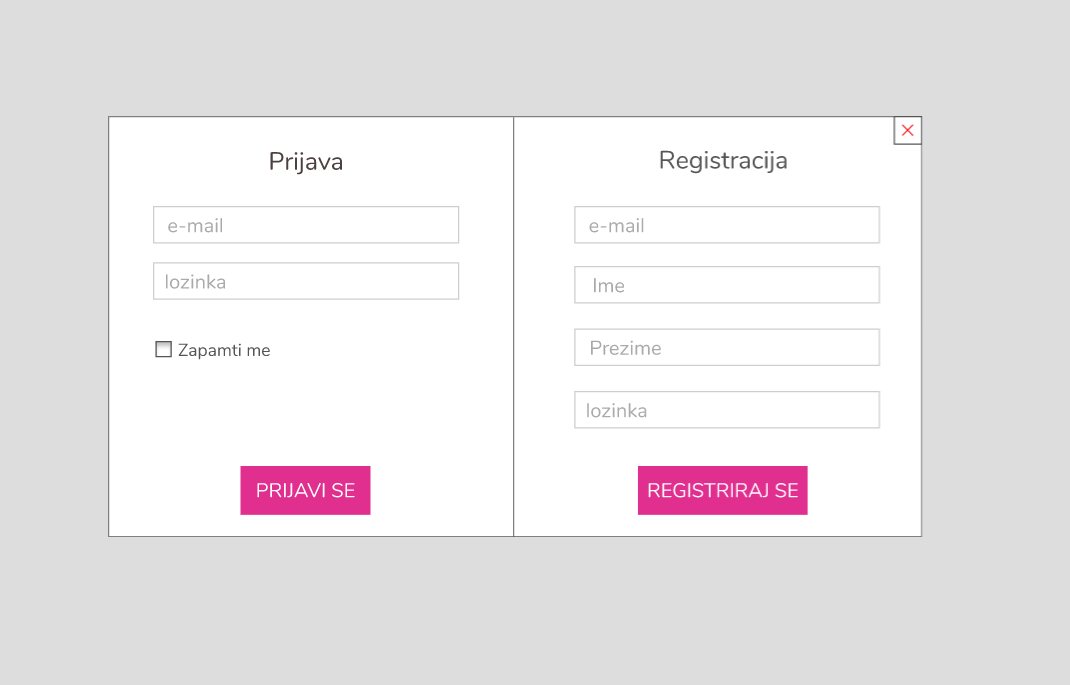 Prijava
e-mail
lozinka
Zapamti me
PRIJAVI SE
Registracija
e-mail
Ime
Prezime
lozinka
REGISTRIRAJ SE